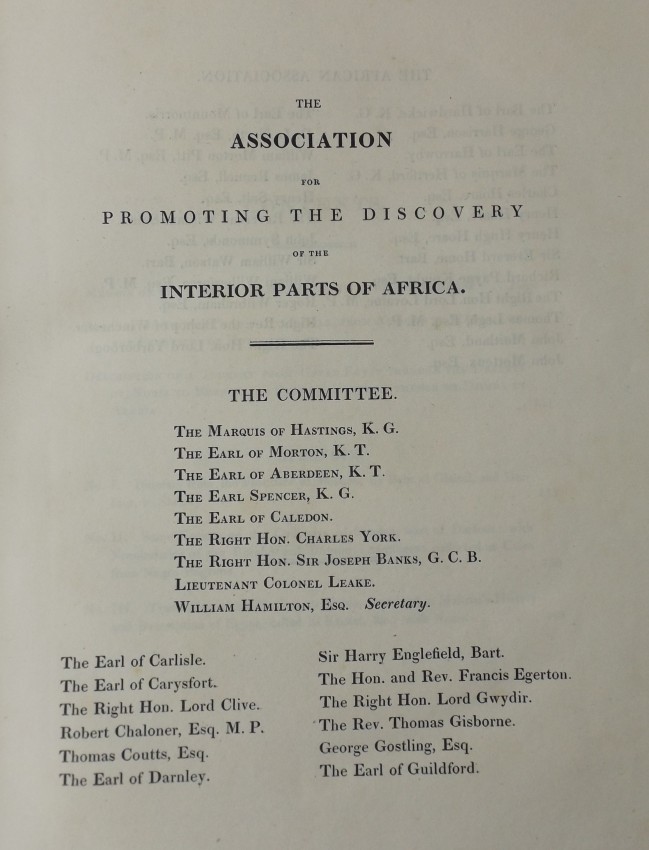 THE
ASSOCIATION
FOR
PROMOTING THE DISCOVERY
OF THE
INTERIOR PARTS OF AFRICA.
THE COMMITTEE.
The Marquis of Hastings, K. G.
The Earl of Morton, K. T.
The Earl of Aberdeen, K. T.
The Earl Spencer, K. G.
The Earl of Caledon.
The Right Hon. Charles York.
The Right Hon. Sir Joseph Banks, G. C. B.
Lieutenant Colonel Leake.
William Hamilton, Esq. Secretary.
The Earl of Carlisle.
The Earl of Carysfort.
The Right Hon. Lord Clive.
Robert Chaloner, Esq. M. P.
Thomas Coutts, Esq.
The Earl of Darnley.
Sir Harry Englefield, Bart.
The Hon. and Rev. Francis Egerton.
The Right Hon. Lord Gwydir.
The Rev. Thomas Gisborne.
George Gostling, Esq.
The Earl of Guildford.